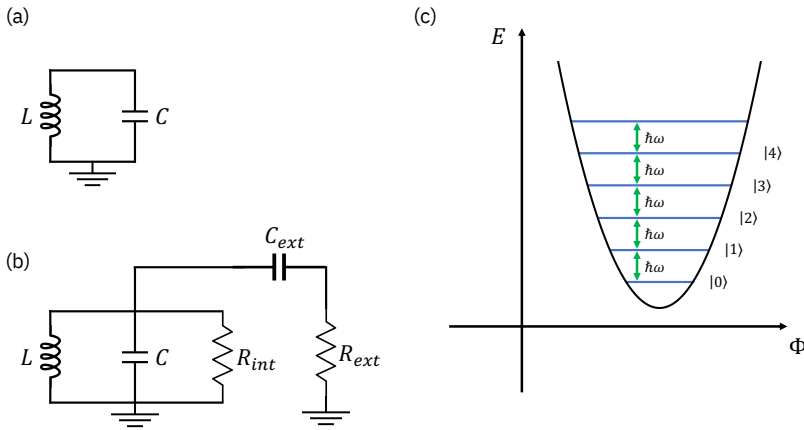 (a)
L
C
(b)
C_ext
L
C
R_int
R_ext
(c)
E
ħω
|4⟩
ħω
|3⟩
ħω
|2⟩
ħω
|1⟩
ħω
|0⟩
Φ